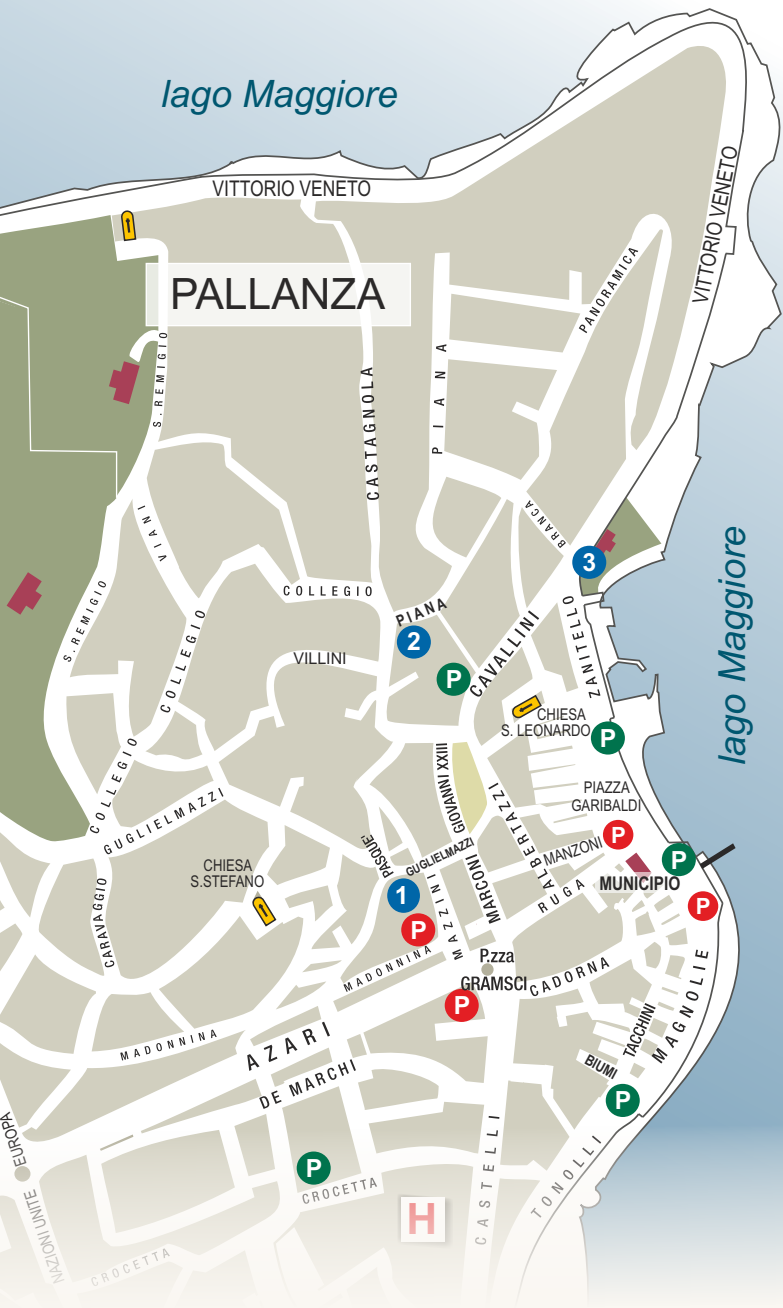 lago Maggiore
VITTORIO VENETO
VITTORIO VENETO
PALLANZA
PANORAMICA
S. REMIGIO
PIANA
CASTAGNOLA
VIANI
BRANCA
3
lago Maggiore
S. REMIGIO
COLLEGIO
COLLEGIO
PIANA
2
VILLINI
P
CAVALLINI
ZANITELLO
CHIESA
S. LEONARDO
P
COLLEGIO
GUGLIELMAZZI
GIOVANNI XXIII
PIAZZA
GARIBALDI
P
ALBERTAZZI
MANZONI
PASQUE'
GUGLIELMAZZI
P
MUNICIPIO
CHIESA
S.STEFANO
1
P
MAZZINI
MARCONI
RUGA
P
CARAVAGGIO
MADONNINA
P.zza
GRAMSCI
P
CADORNA
MAGNOLIE
TACCHINI
BIUMI
P
MADONNINA
AZARI
DE MARCHI
EUROPA
P
CROCETTA
CASTELLI
TONOLLI
H
NAZIONI UNITE
CROCETTA